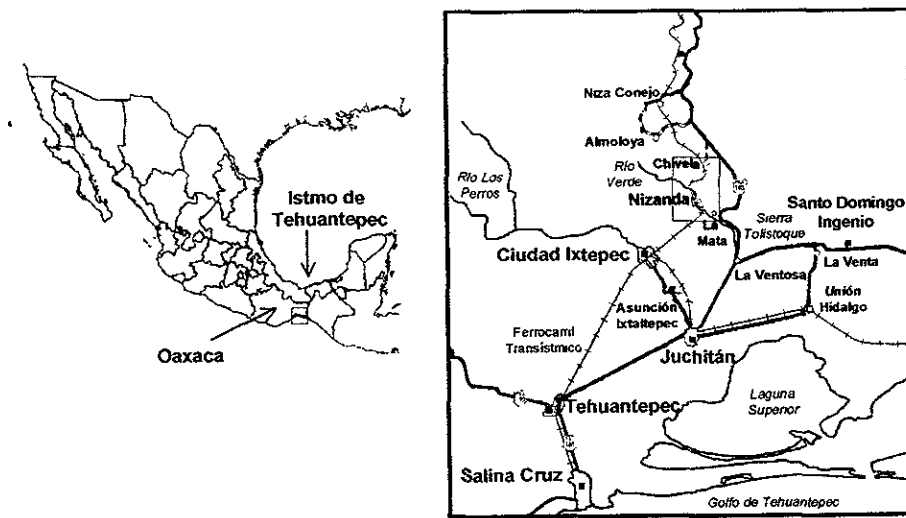 Istmo de
Tehuantepec
Oaxaca
Niza Conejo
Almoloya
Chivela
Río Los
Perros
Río
Verde
Nizanda
Santo Domingo
Ingenio
Sierra
Tolistoque
La
Mata
Ciudad Ixtepec
La Ventosa
La Venta
Asunción
Ixtaltepec
Unión
Hidalgo
Ferrocarril
Transístmico
Juchitán
Laguna
Superior
Tehuantepec
Salina Cruz
Golfo de Tehuantepec